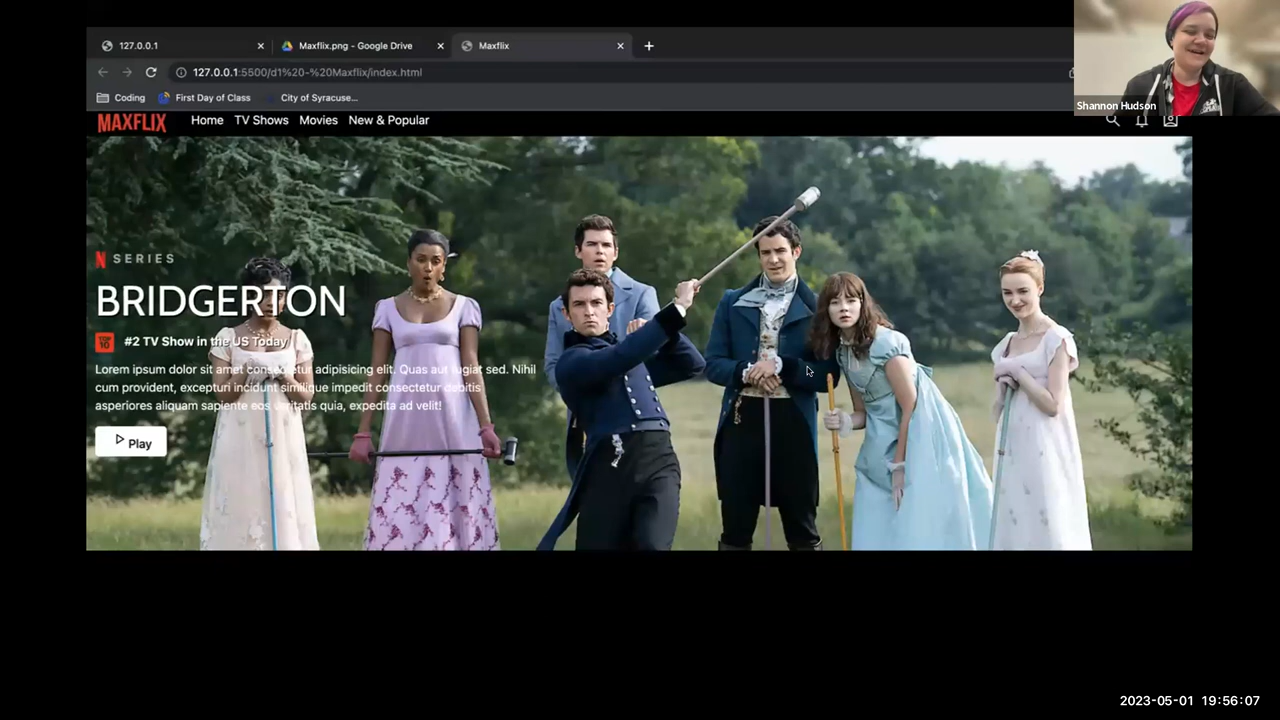 127.0.0.1
Maxflix.png - Google Drive
Maxflix
127.0.0.1:5500/d1%20-%20Maxflix/index.html
Coding
First Day of Class
City of Syracuse...
Shannon Hudson
MAXFLIX
Home
TV Shows
Movies
New & Popular
N SERIES
BRIDGERTON
TOP
10
#2 TV Show in the US Today
Lorem ipsum dolor sit amet consectetur adipisicing elit. Quas aut fugiat sed. Nihil
cum provident, excepturi incidunt similique impedit consectetur debitis
asperiores aliquam sapiente eos veritatis quia, expedita ad velit!
Play
2023-05-01 19:56:07